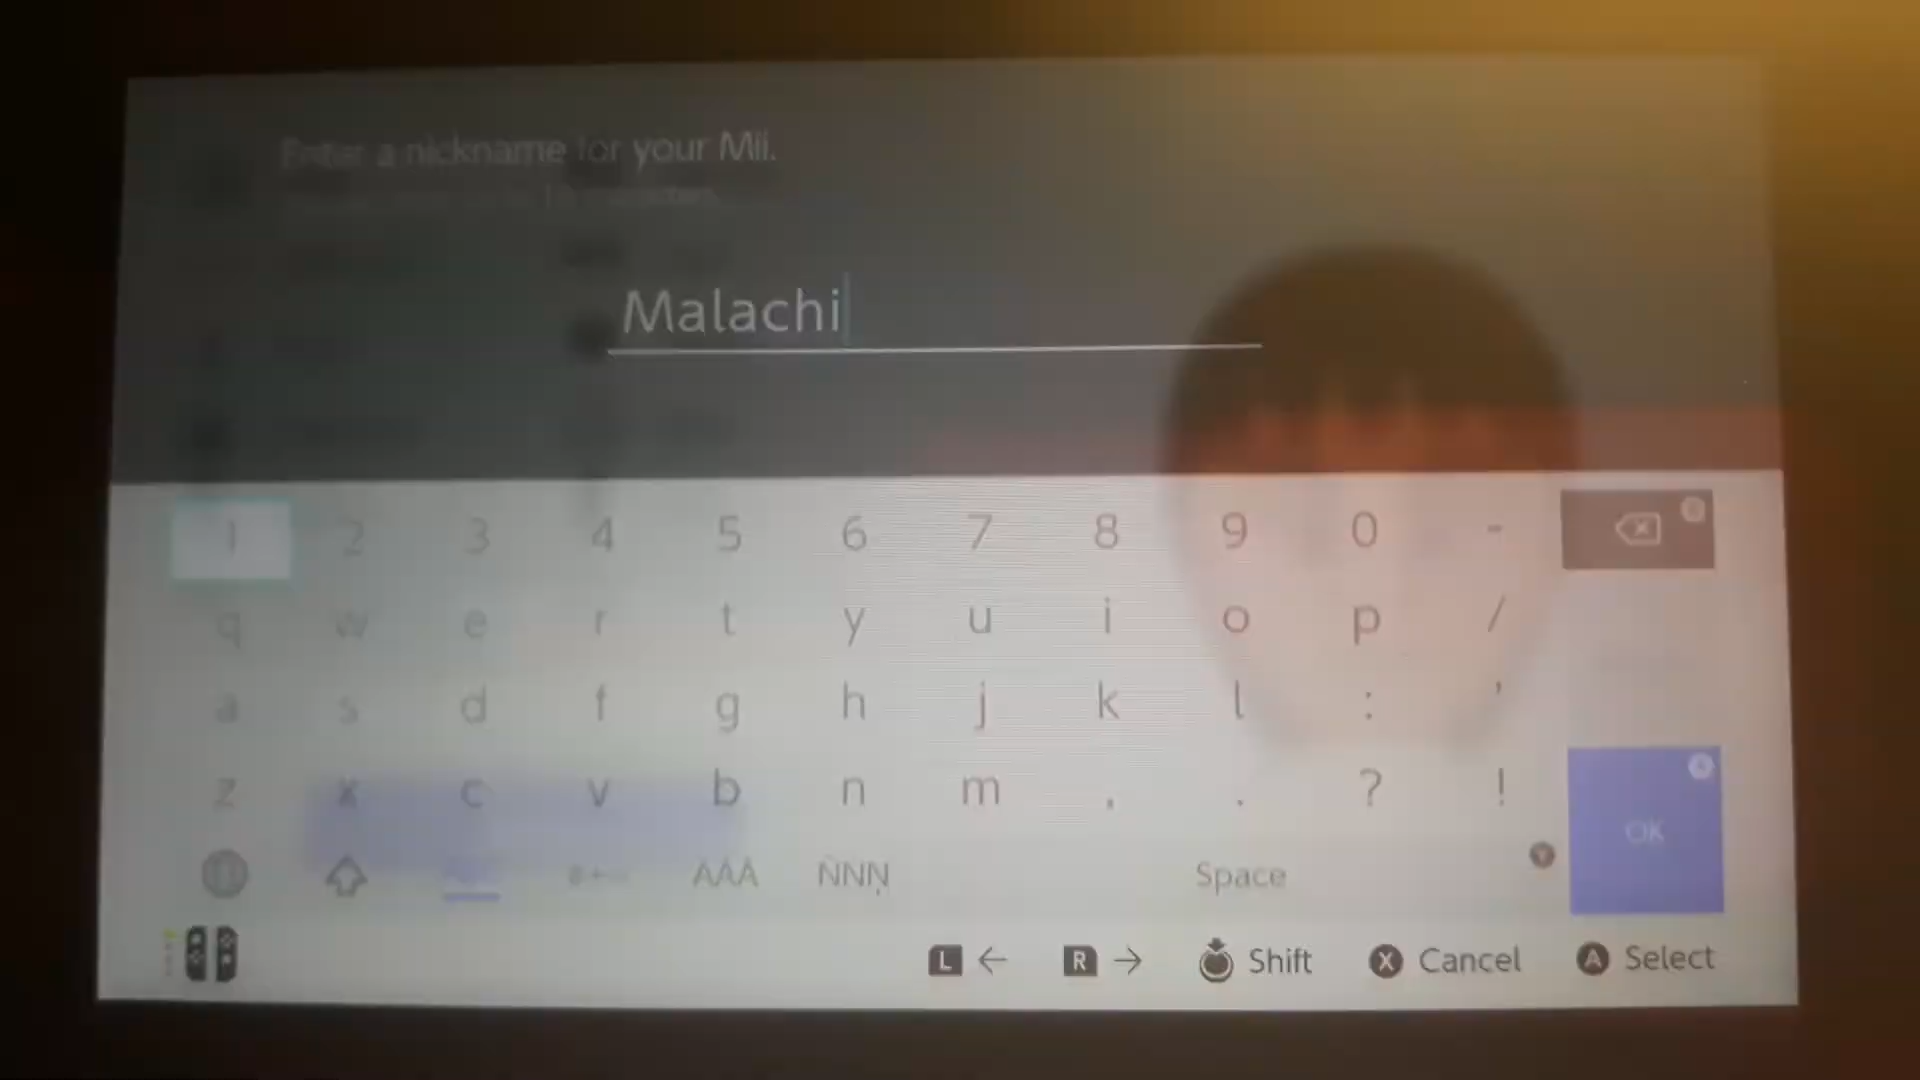 Enter a nickname for your Mii.
Malachi
1 2 3 4 5 6 7 8 9 0 -
q w e r t y u i o p /
a s d f g h j k l : '
z x c v b n m , . ? !
OK
ÀÁÂ ÑNŅ Space
L ← R → Shift X Cancel A Select